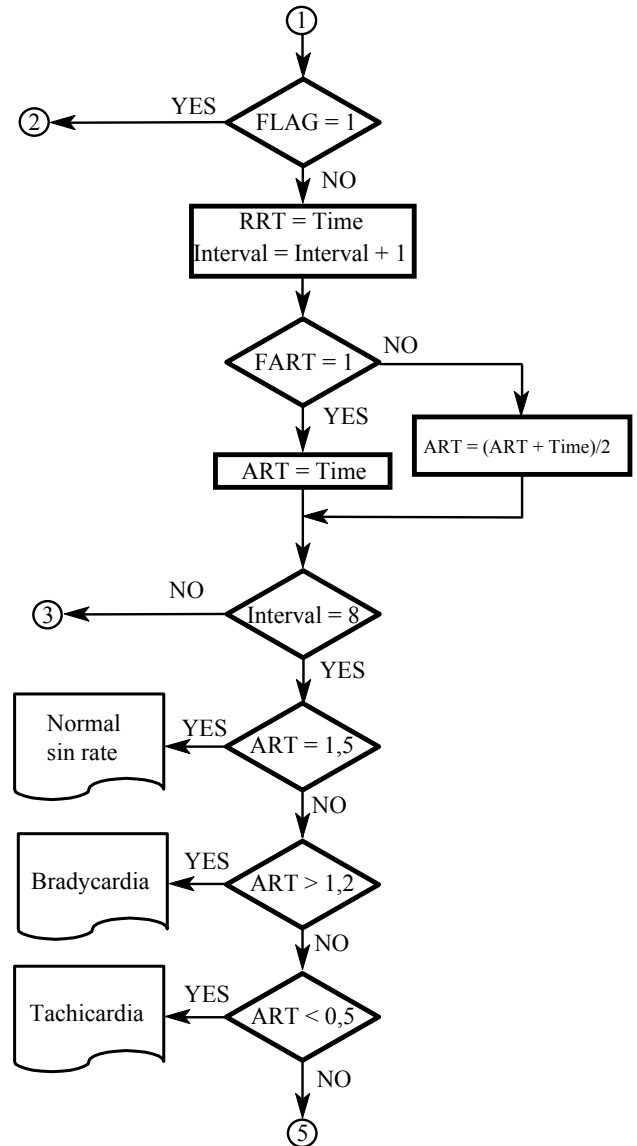 1
YES
2
FLAG = 1
NO
RRT = Time
Interval = Interval + 1
FART = 1
NO
YES
ART = (ART + Time)/2
ART = Time
NO
3
Interval = 8
YES
Normal
sin rate
YES
ART = 1,5
NO
Bradycardia
YES
ART > 1,2
NO
Tachicardia
YES
ART < 0,5
NO
5